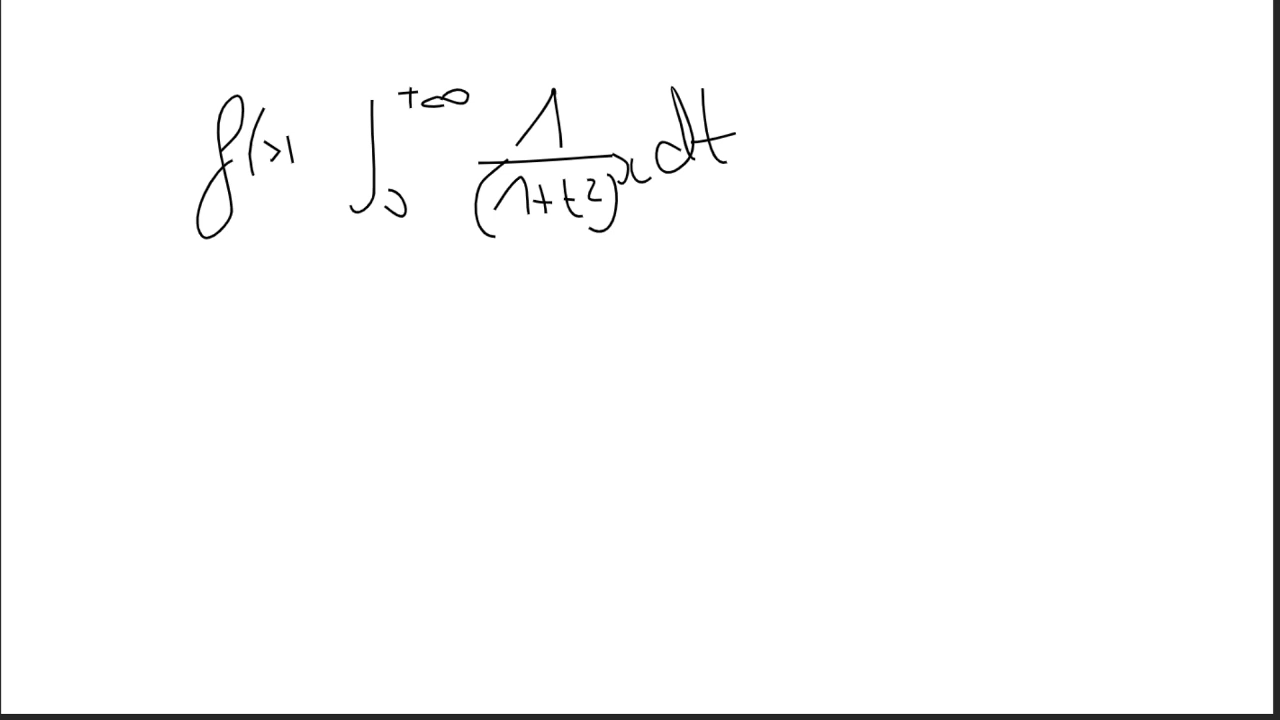 f(x) ∫₀^{+∞} 1/(1+t²)^x dt